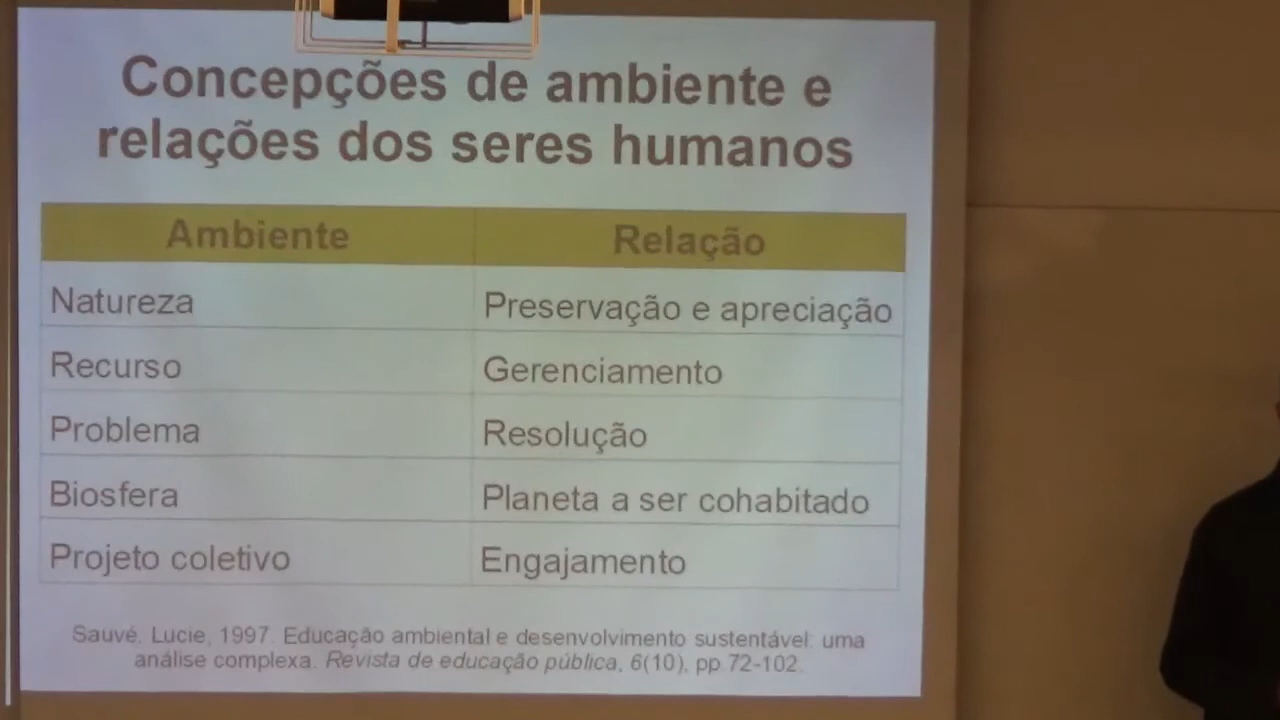 Concepções de ambiente e
relações dos seres humanos
Ambiente Relação
Natureza Preservação e apreciação
Recurso Gerenciamento
Problema Resolução
Biosfera Planeta a ser cohabitado
Projeto coletivo Engajamento
Sauvé, Lucie, 1997. Educação ambiental e desenvolvimento sustentável: uma
análise complexa. Revista de educação pública, 6(10), pp.72-102.